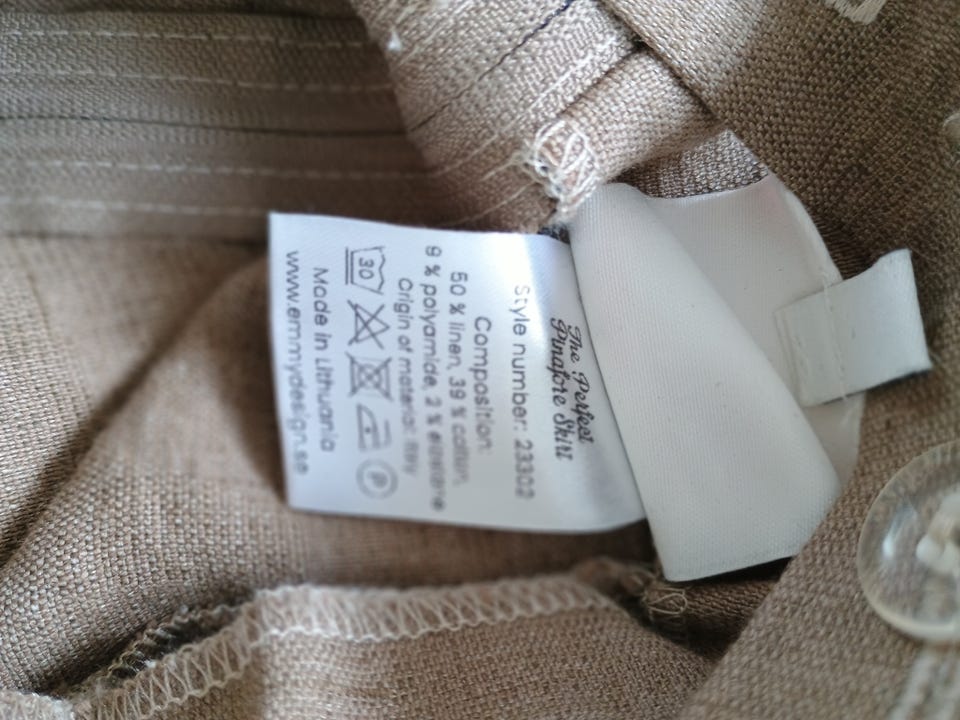 The Perfect
Pinafore Skirt
Style number: 23302
Composition:
50 % linen, 39 % cotton,
9 % polyamide, 2 % elastane
Origin of material: Italy
30
P
Made in Lithuania
www.emmydesign.se